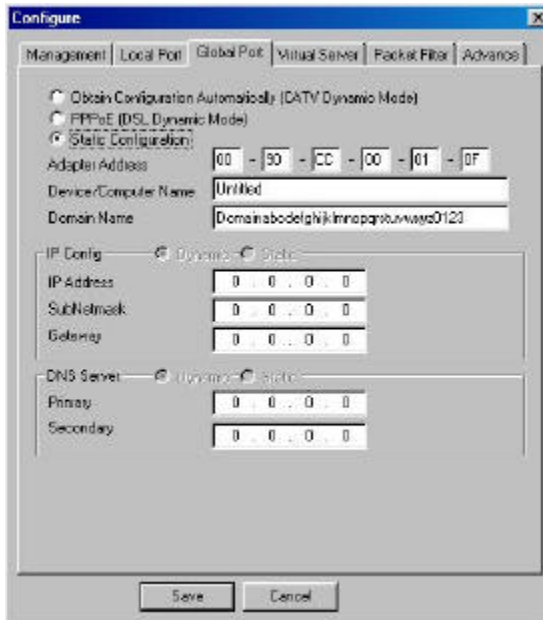 Configure
Management Local Port Global Port Virtual Server Packet Filter Advance
Obtain Configuration Automatically (CATV Dynamic Mode)
PPPoE (DSL Dynamic Mode)
Static Configuration
Adapter Address 00 - 90 - CC - 00 - 01 - 0F
Device/Computer Name Untitled
Domain Name Domainabcdefghijklmnopqrstuvwxyz0123
IP Config Dynamic Static
IP Address 0 . 0 . 0 . 0
SubNetmask 0 . 0 . 0 . 0
Gateway 0 . 0 . 0 . 0
DNS Server Dynamic Static
Primary 0 . 0 . 0 . 0
Secondary 0 . 0 . 0 . 0
Save Cancel